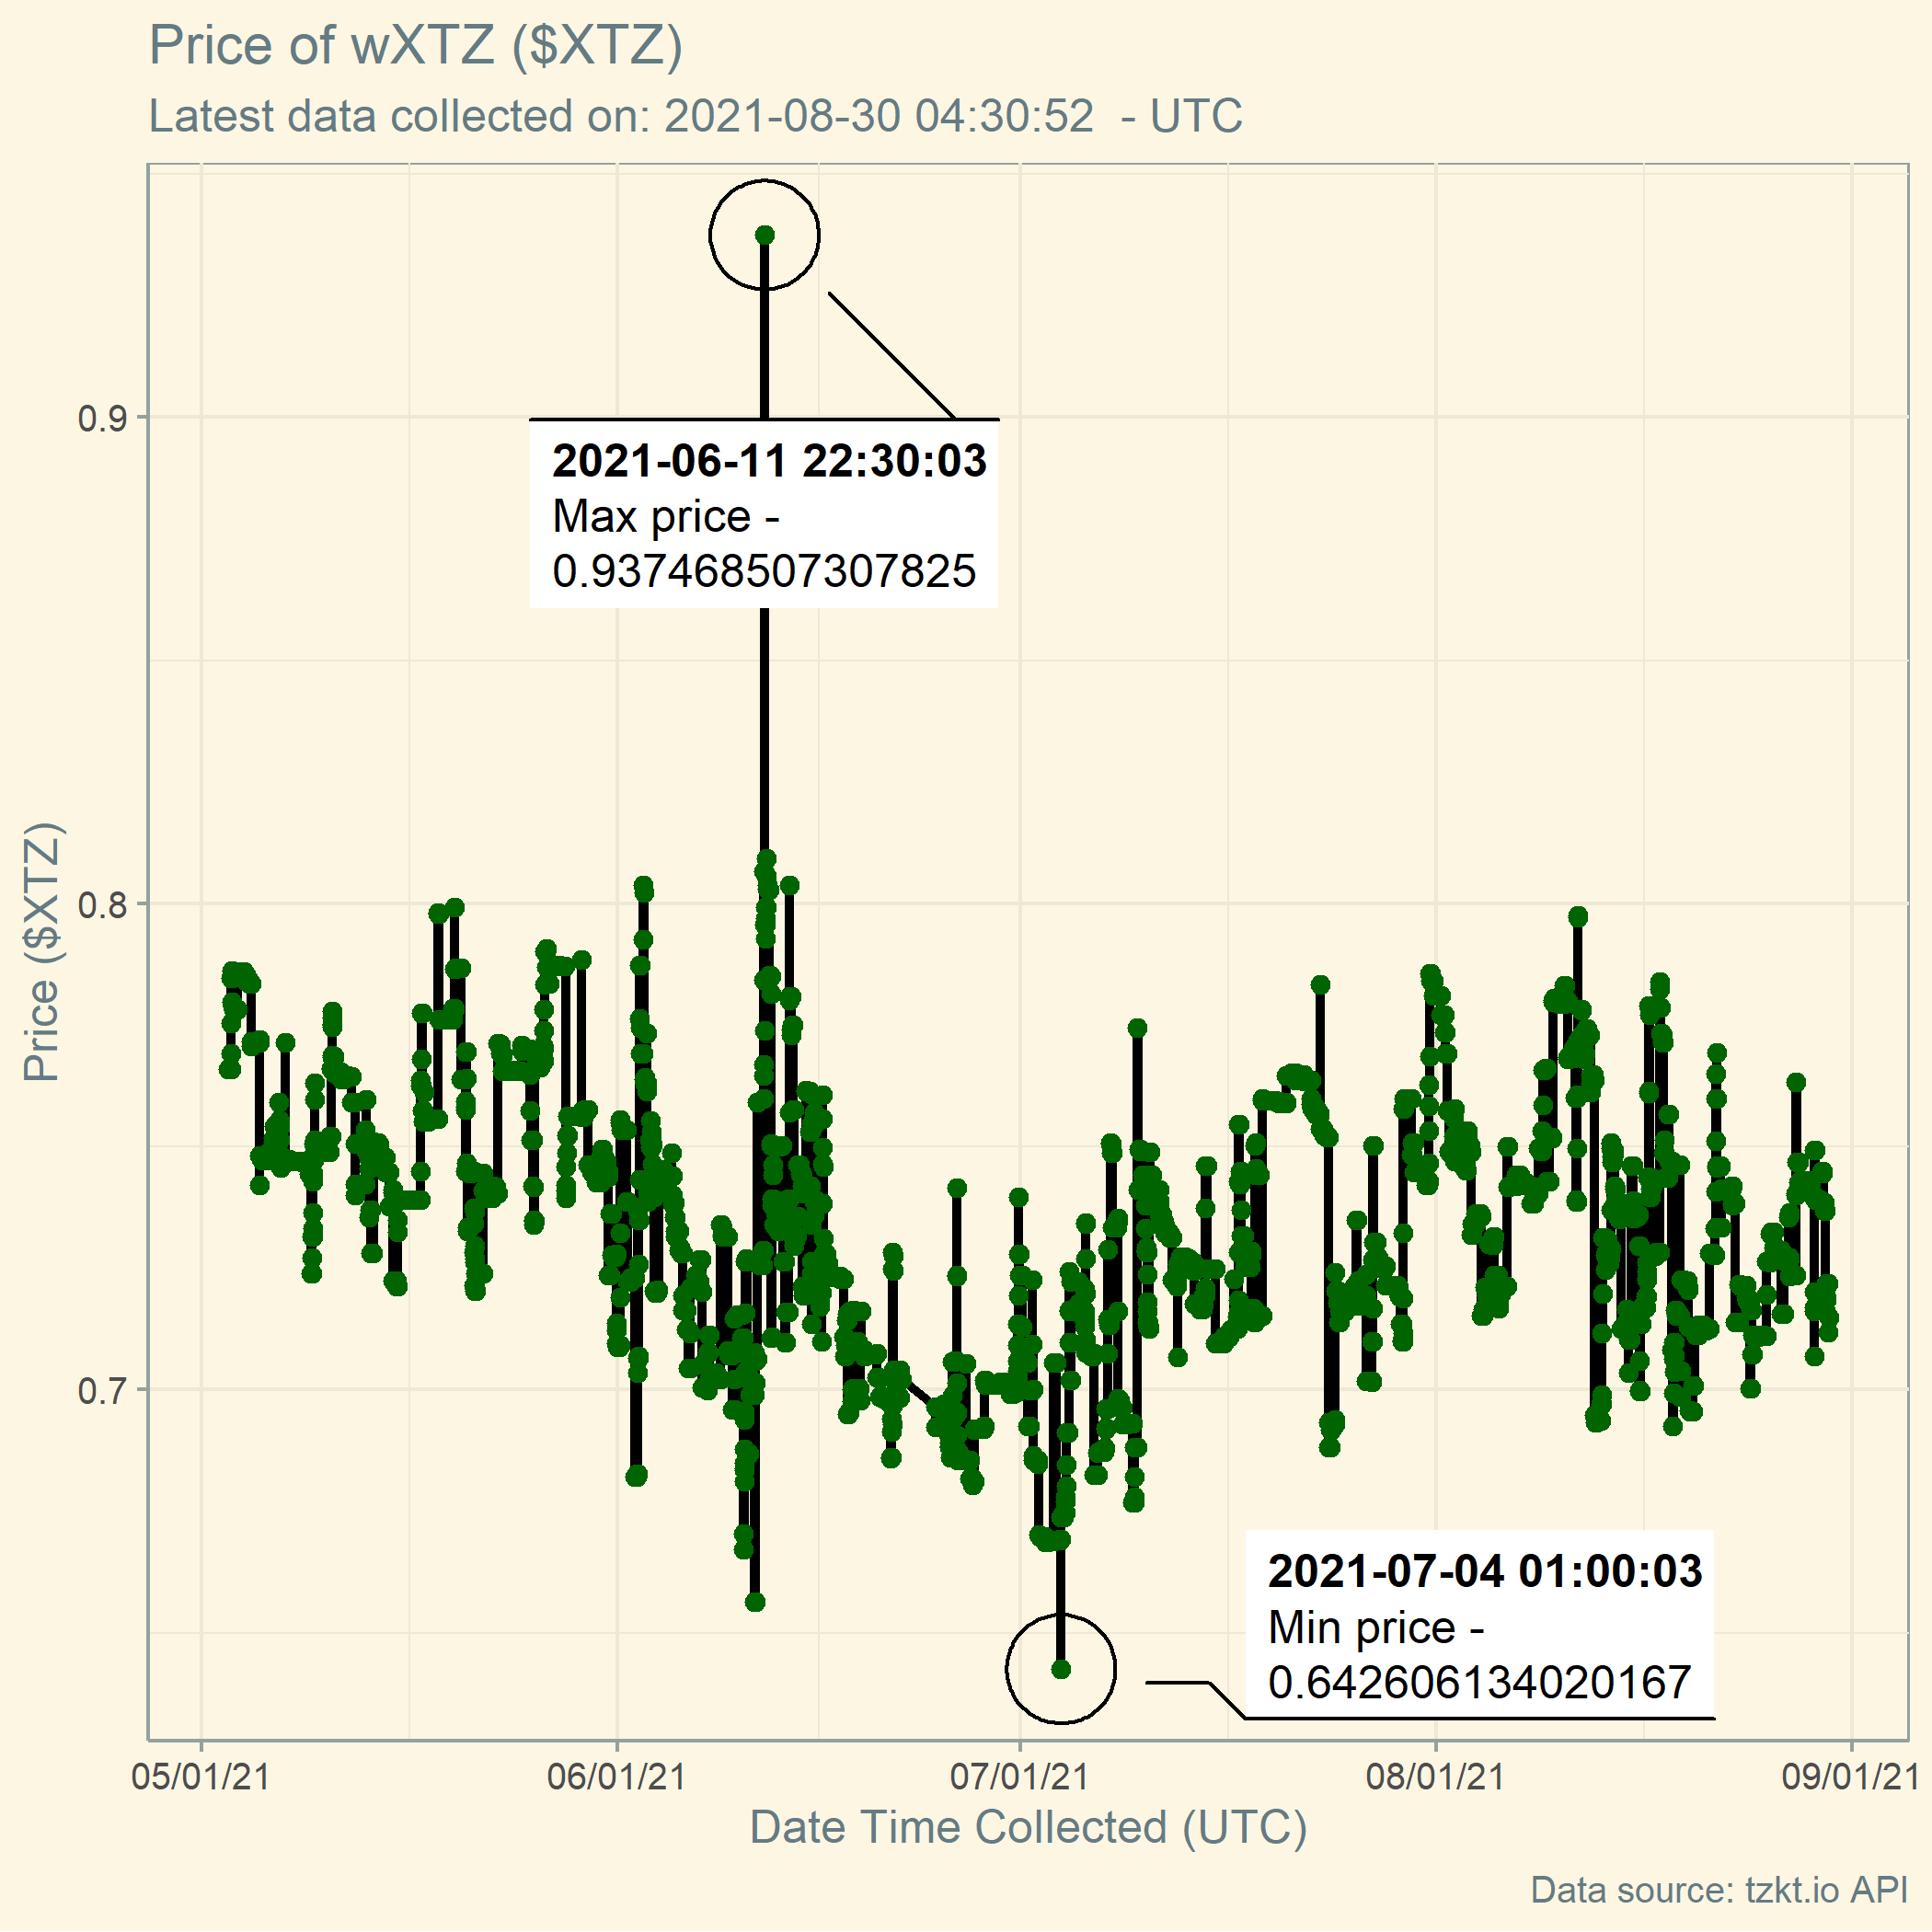 Price of wXTZ ($XTZ)
Latest data collected on: 2021-08-30 04:30:52  - UTC
0.9
0.8
0.7
Price ($XTZ)
2021-06-11 22:30:03
Max price -
0.937468507307825
2021-07-04 01:00:03
Min price -
0.642606134020167
05/01/21
06/01/21
07/01/21
08/01/21
09/01/21
Date Time Collected (UTC)
Data source: tzkt.io API